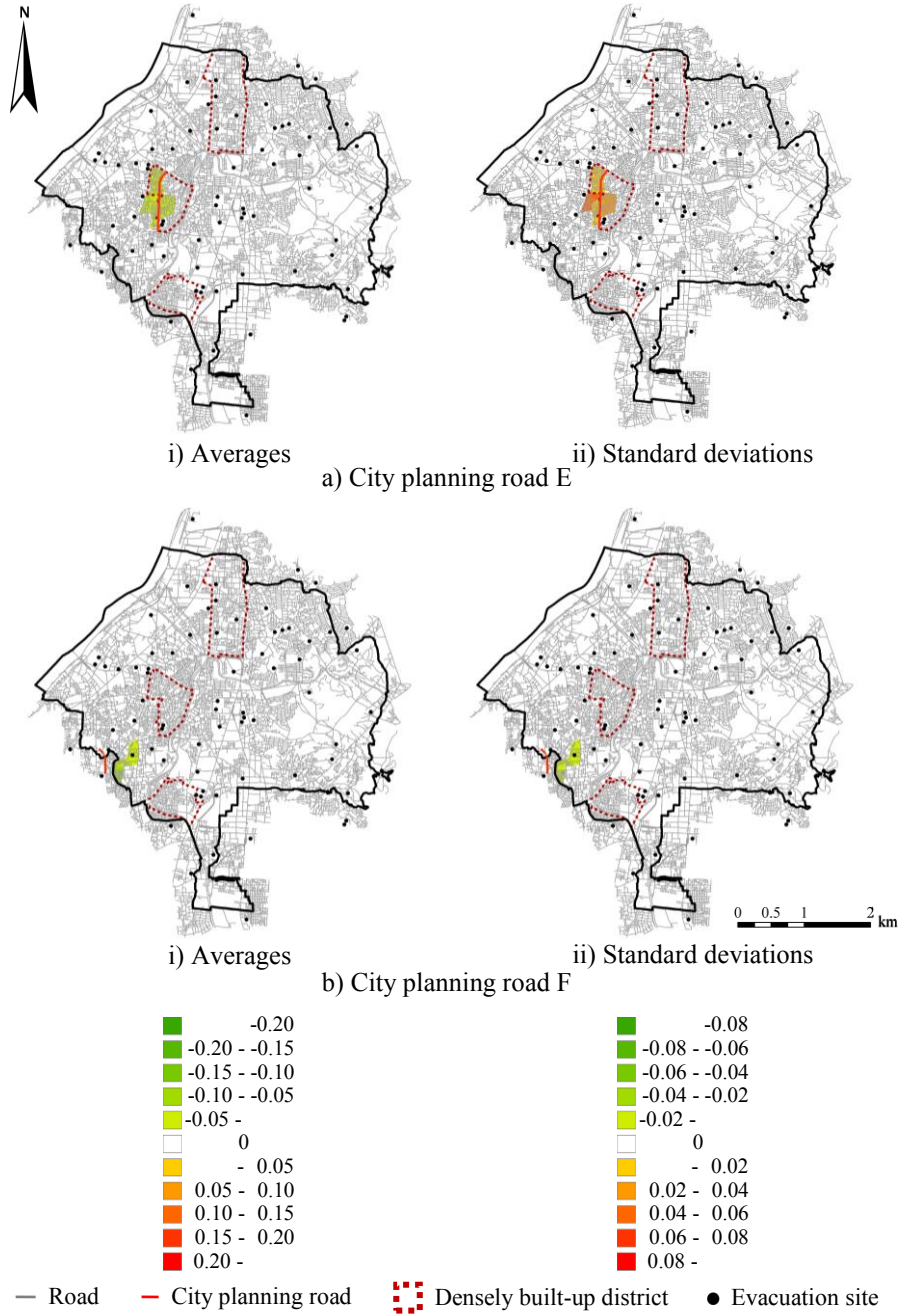 N
i) Averages
ii) Standard deviations
a) City planning road E
0 0.5 1 2
km
i) Averages
ii) Standard deviations
b) City planning road F
-0.20
-0.20 - -0.15
-0.15 - -0.10
-0.10 - -0.05
-0.05 -
0
- 0.05
0.05 - 0.10
0.10 - 0.15
0.15 - 0.20
0.20 -
-0.08
-0.08 - -0.06
-0.06 - -0.04
-0.04 - -0.02
-0.02 -
0
- 0.02
0.02 - 0.04
0.04 - 0.06
0.06 - 0.08
0.08 -
Road
City planning road
Densely built-up district
Evacuation site